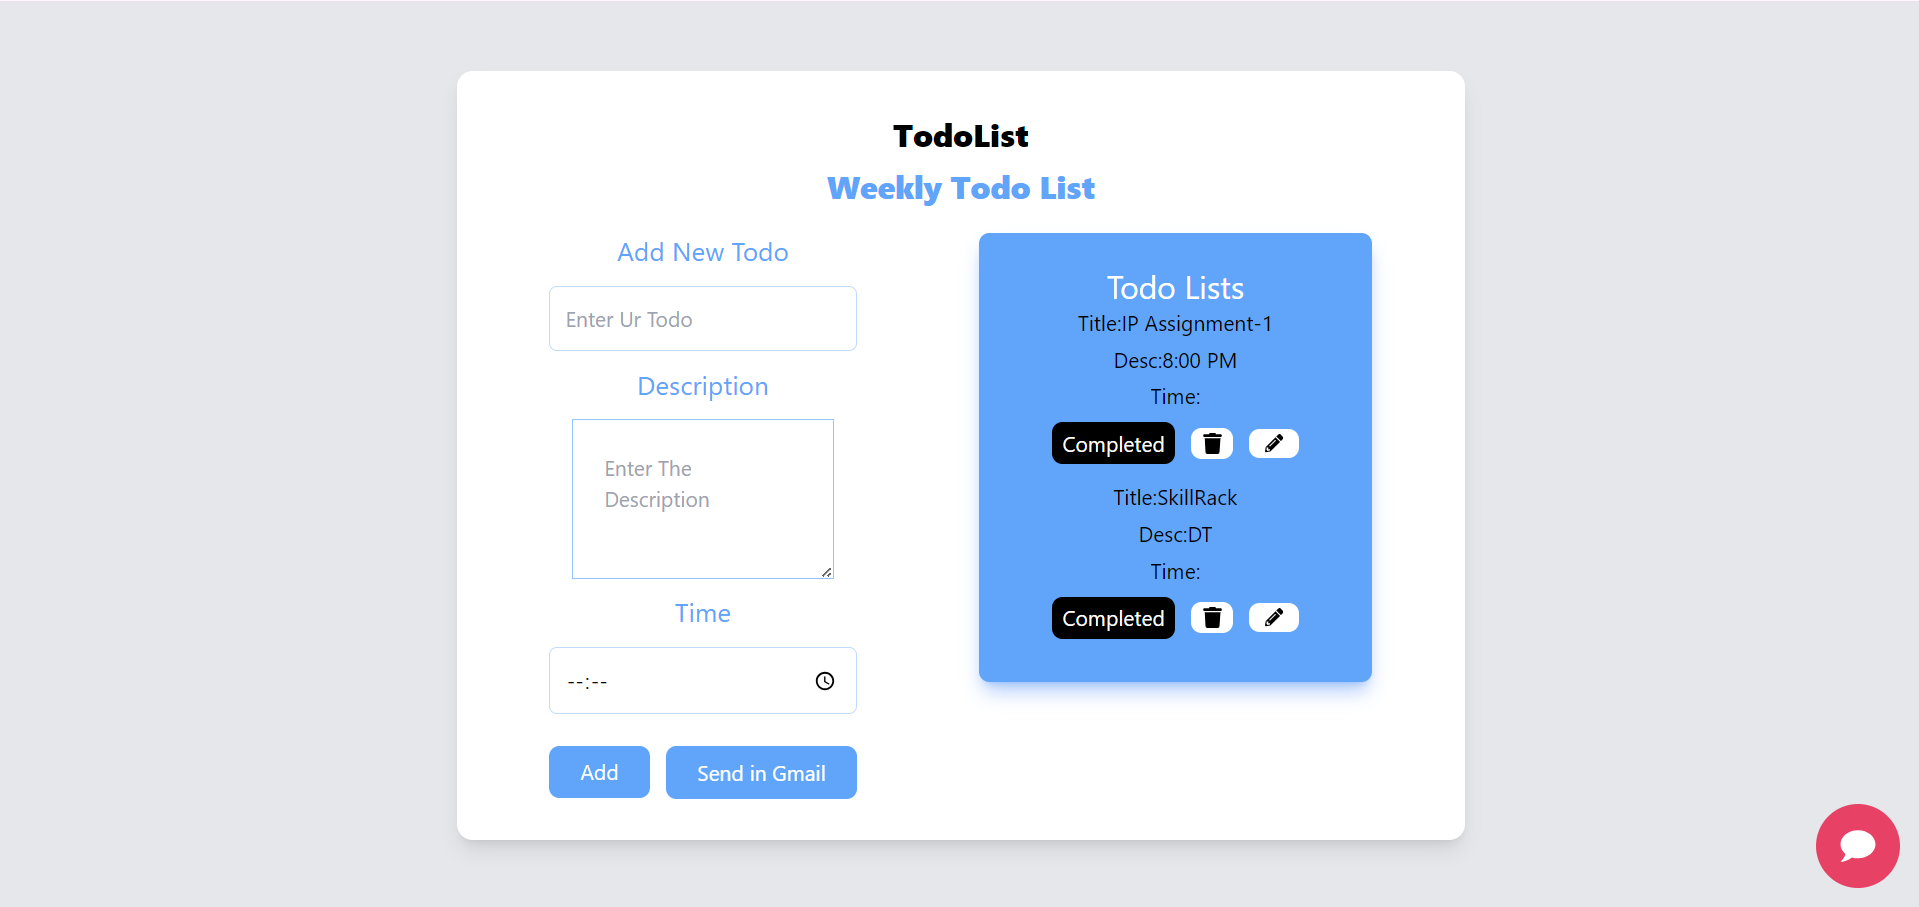 TodoList
Weekly Todo List
Add New Todo
Enter Ur Todo
Description
Enter The
Description
Time
--:--
Add
Send in Gmail
Todo Lists
Title:IP Assignment-1
Desc:8:00 PM
Time:
Completed
Title:SkillRack
Desc:DT
Time:
Completed